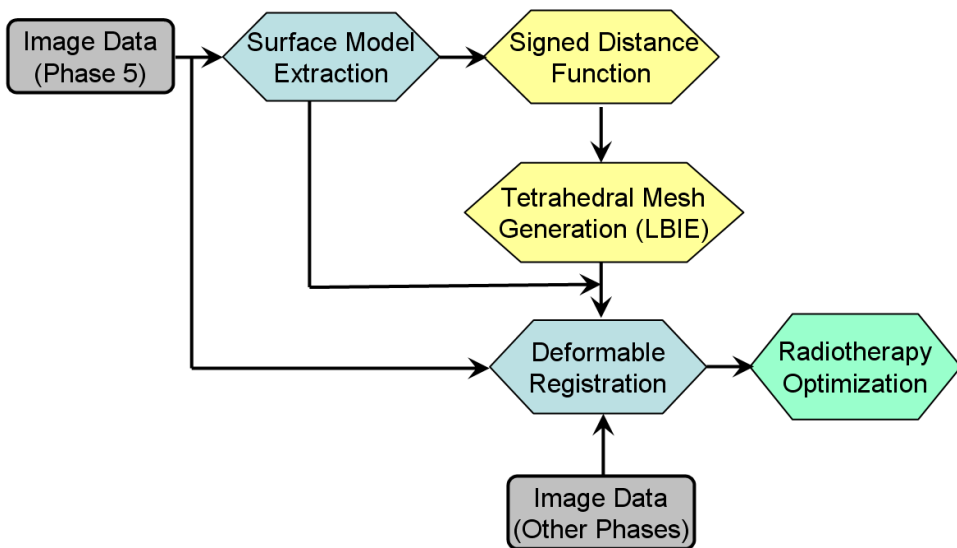 Image Data
(Phase 5)
Surface Model
Extraction
Signed Distance
Function
Tetrahedral Mesh
Generation (LBIE)
Deformable
Registration
Radiotherapy
Optimization
Image Data
(Other Phases)